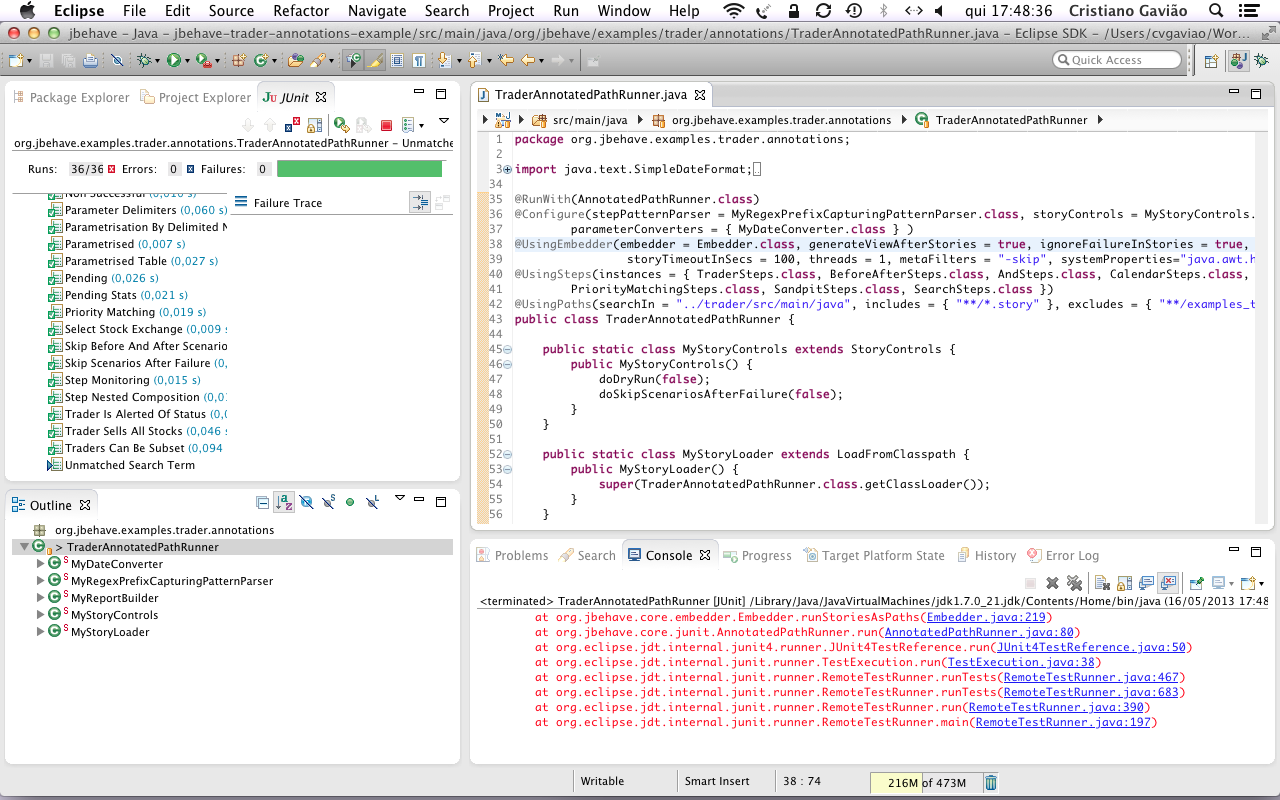 Eclipse File Edit Source Refactor Navigate Search Project Run Window Help qui 17:48:36 Cristiano Gavião
jbehave – Java – jbehave-trader-annotations-example/src/main/java/org/jbehave/examples/trader/annotations/TraderAnnotatedPathRunner.java – Eclipse SDK – /Users/cvgaviao/Wor...
Quick Access
Package Explorer Project Explorer JUnit
org.jbehave.examples.trader.annotations.TraderAnnotatedPathRunner – Unmatche
Runs: 36/36 Errors: 0 Failures: 0
Non Successful (0,016 s)
Parameter Delimiters (0,060 s)
Parametrisation By Delimited N
Parametrised (0,007 s)
Parametrised Table (0,027 s)
Pending (0,026 s)
Pending Stats (0,021 s)
Priority Matching (0,019 s)
Select Stock Exchange (0,009 s
Skip Before And After Scenario
Skip Scenarios After Failure (0,
Step Monitoring (0,015 s)
Step Nested Composition (0,01
Trader Is Alerted Of Status (0,0
Trader Sells All Stocks (0,046 s
Traders Can Be Subset (0,094
Unmatched Search Term
Failure Trace
Outline
org.jbehave.examples.trader.annotations
> TraderAnnotatedPathRunner
MyDateConverter
MyRegexPrefixCapturingPatternParser
MyReportBuilder
MyStoryControls
MyStoryLoader
TraderAnnotatedPathRunner.java
src/main/java org.jbehave.examples.trader.annotations TraderAnnotatedPathRunner
1 package org.jbehave.examples.trader.annotations;
2
3 import java.text.SimpleDateFormat;
34
35 @RunWith(AnnotatedPathRunner.class)
36 @Configure(stepPatternParser = MyRegexPrefixCapturingPatternParser.class, storyControls = MyStoryControls.
37 parameterConverters = { MyDateConverter.class } )
38 @UsingEmbedder(embedder = Embedder.class, generateViewAfterStories = true, ignoreFailureInStories = true,
39 storyTimeoutInSecs = 100, threads = 1, metaFilters = "-skip", systemProperties="java.awt.h
40 @UsingSteps(instances = { TraderSteps.class, BeforeAfterSteps.class, AndSteps.class, CalendarSteps.class,
41 PriorityMatchingSteps.class, SandpitSteps.class, SearchSteps.class })
42 @UsingPaths(searchIn = "../trader/src/main/java", includes = { "**/*.story" }, excludes = { "**/examples_t
43 public class TraderAnnotatedPathRunner {
44
45 public static class MyStoryControls extends StoryControls {
46 public MyStoryControls() {
47 doDryRun(false);
48 doSkipScenariosAfterFailure(false);
49 }
50 }
51
52 public static class MyStoryLoader extends LoadFromClasspath {
53 public MyStoryLoader() {
54 super(TraderAnnotatedPathRunner.class.getClassLoader());
55 }
56 }
Problems Search Console Progress Target Platform State History Error Log
<terminated> TraderAnnotatedPathRunner [JUnit] /Library/Java/JavaVirtualMachines/jdk1.7.0_21.jdk/Contents/Home/bin/java (16/05/2013 17:48
at org.jbehave.core.embedder.Embedder.runStoriesAsPaths(Embedder.java:219)
at org.jbehave.core.junit.AnnotatedPathRunner.run(AnnotatedPathRunner.java:80)
at org.eclipse.jdt.internal.junit4.runner.JUnit4TestReference.run(JUnit4TestReference.java:50)
at org.eclipse.jdt.internal.junit.runner.TestExecution.run(TestExecution.java:38)
at org.eclipse.jdt.internal.junit.runner.RemoteTestRunner.runTests(RemoteTestRunner.java:467)
at org.eclipse.jdt.internal.junit.runner.RemoteTestRunner.runTests(RemoteTestRunner.java:683)
at org.eclipse.jdt.internal.junit.runner.RemoteTestRunner.run(RemoteTestRunner.java:390)
at org.eclipse.jdt.internal.junit.runner.RemoteTestRunner.main(RemoteTestRunner.java:197)
Writable Smart Insert 38 : 74 216M of 473M